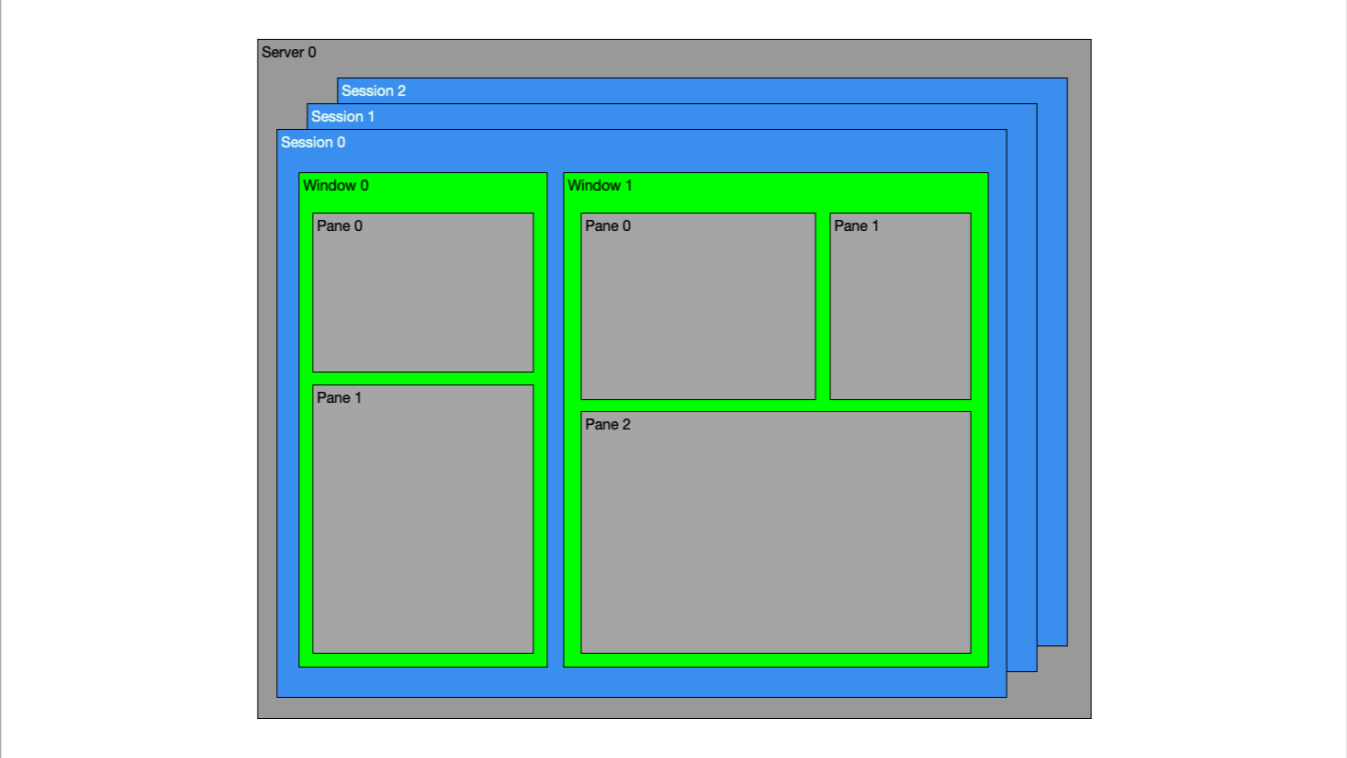 Server 0
Session 2
Session 1
Session 0
Window 0
Window 1
Pane 0
Pane 0
Pane 1
Pane 1
Pane 2